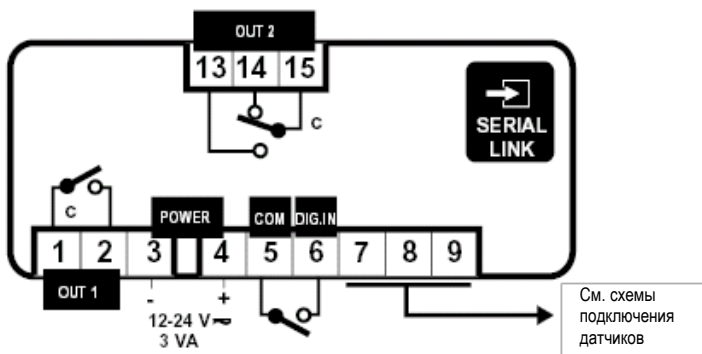 OUT 2
13 14 15
C
SERIAL
LINK
C
POWER COM DIG.IN
1 2 3 4 5 6 7 8 9
OUT 1
- +
12-24 V
3 VA
См. схемы
подключения
датчиков